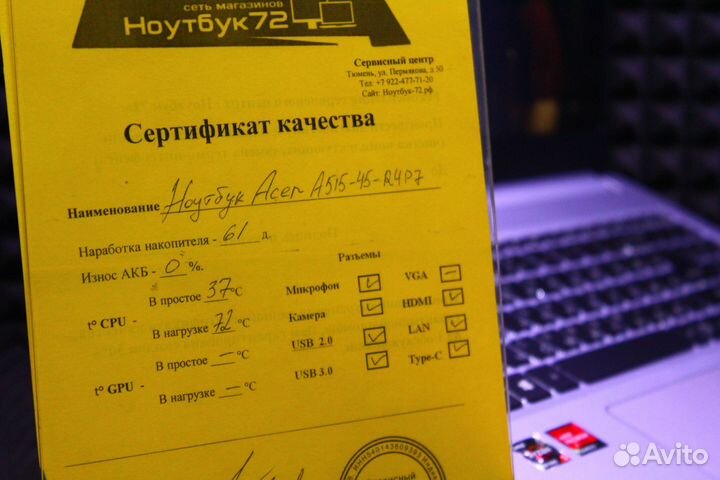 сеть магазинов
Ноутбук72
Сервисный центр
Тюмень, ул. Пермякова, д.50
Тел: +7 922-477-71-20
Сайт: Ноутбук-72.рф
Сертификат качества
Наименование Ноутбук Acer A515-45-R4P7
Наработка накопителя - 61 д.
Износ АКБ - 0 %.
t° CPU -
В простое 37 °C
В нагрузке 72 °C
t° GPU -
В простое — °C
В нагрузке — °C
Разъемы
Микрофон ✓ VGA —
Камера ✓ HDMI ✓
USB 2.0 ✓ LAN ✓
USB 3.0 ✓ Type-C ✓
Avito